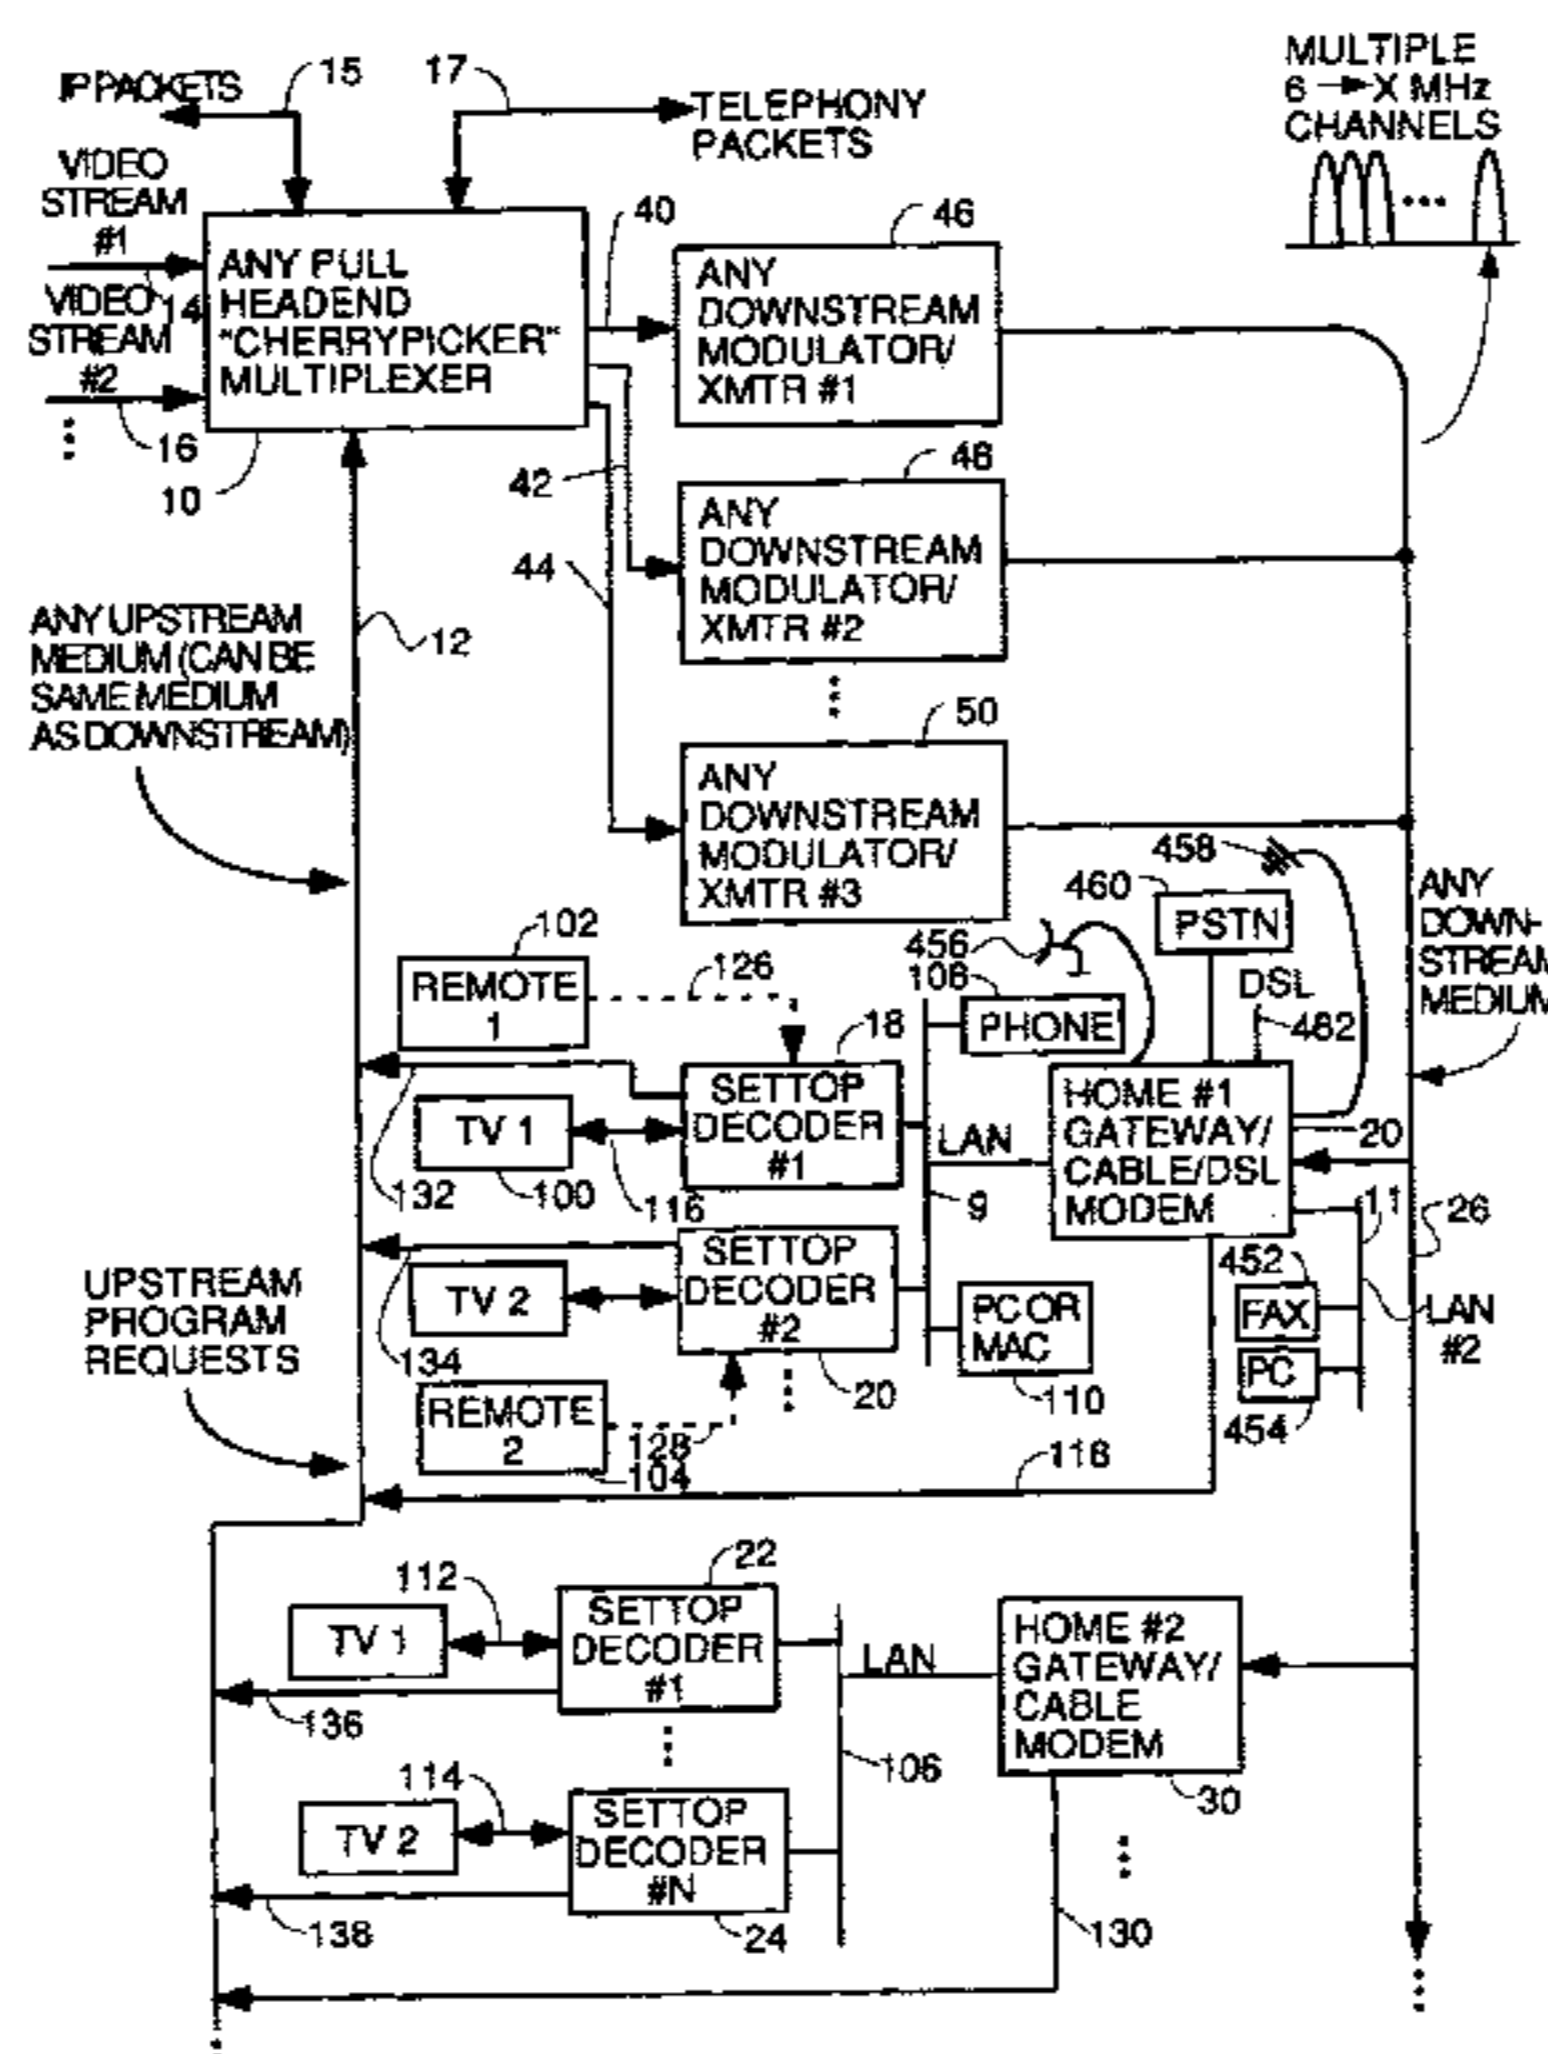 IP PACKETS
15
17
TELEPHONY
PACKETS
MULTIPLE
6 → X MHz
CHANNELS
VIDEO
STREAM
#1
14
VIDEO
STREAM
#2
16
10
ANY PULL
HEADEND
"CHERRYPICKER"
MULTIPLEXER
40
42
44
46
ANY
DOWNSTREAM
MODULATOR/
XMTR #1
48
ANY
DOWNSTREAM
MODULATOR/
XMTR #2
50
ANY
DOWNSTREAM
MODULATOR/
XMTR #3
ANY UPSTREAM
MEDIUM (CAN BE
SAME MEDIUM
AS DOWNSTREAM)
12
ANY
DOWN-
STREAM
MEDIUM
458
460
PSTN
456
108
PHONE
DSL
462
102
REMOTE
1
126
18
SETTOP
DECODER
#1
TV 1
132
100
116
LAN
9
HOME #1
GATEWAY/
CABLE/DSL
MODEM
20
11
26
UPSTREAM
PROGRAM
REQUESTS
SETTOP
DECODER
#2
TV 2
134
20
PC OR
MAC
110
452
FAX
PC
454
LAN
#2
REMOTE
2
128
104
118
22
112
TV 1
SETTOP
DECODER
#1
136
LAN
HOME #2
GATEWAY/
CABLE
MODEM
30
106
114
TV 2
SETTOP
DECODER
#N
138
24
130